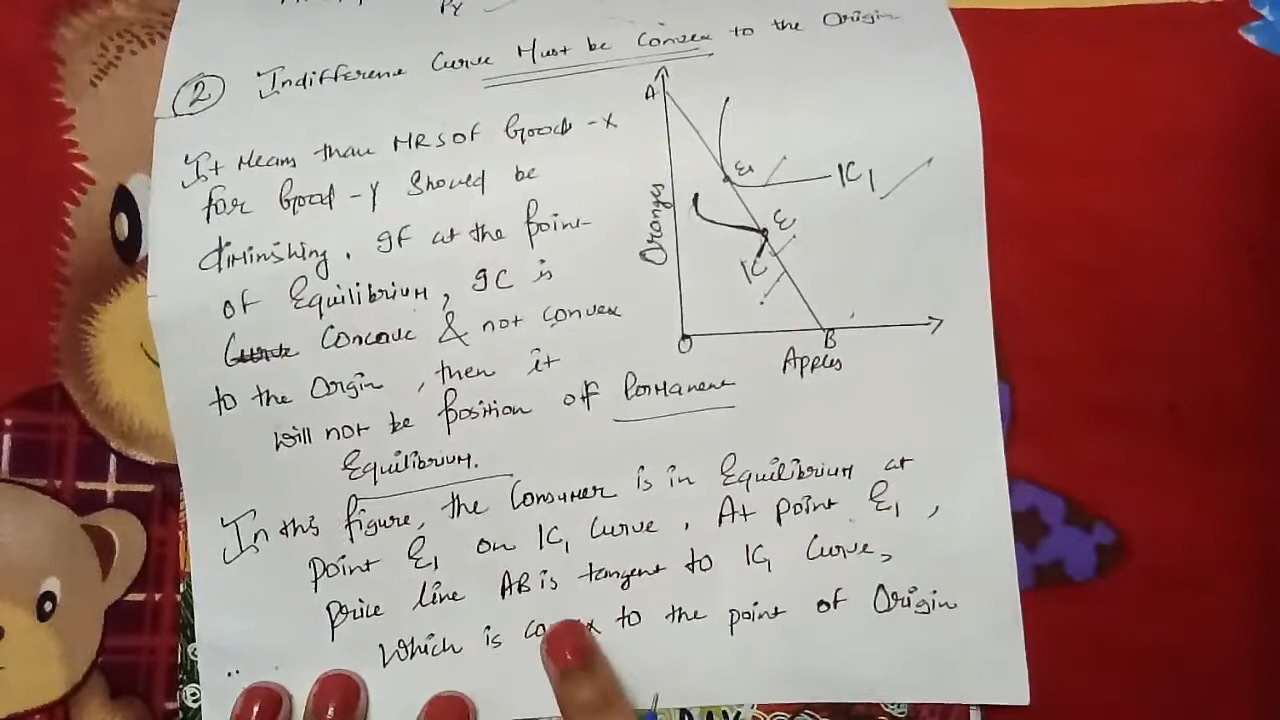 Py
② Indifference Curve Must be Convex to the Origin
It Means than MRS OF Good - X
for Good - Y Should be
diminshing. If at the Point
of Equilibrium, IC is
Concave & not convex
to the Origin, then it
will not be Position of Permanent
Equilibrium.
A
Oranges
E1
IC1
E
IC
O
B
Apples
In this figure, the Consumer is in Equilibrium at
point E1 on IC1 Curve. At point E1,
price line AB is tangent to IC1 Curve,
Which is to the point of Origin